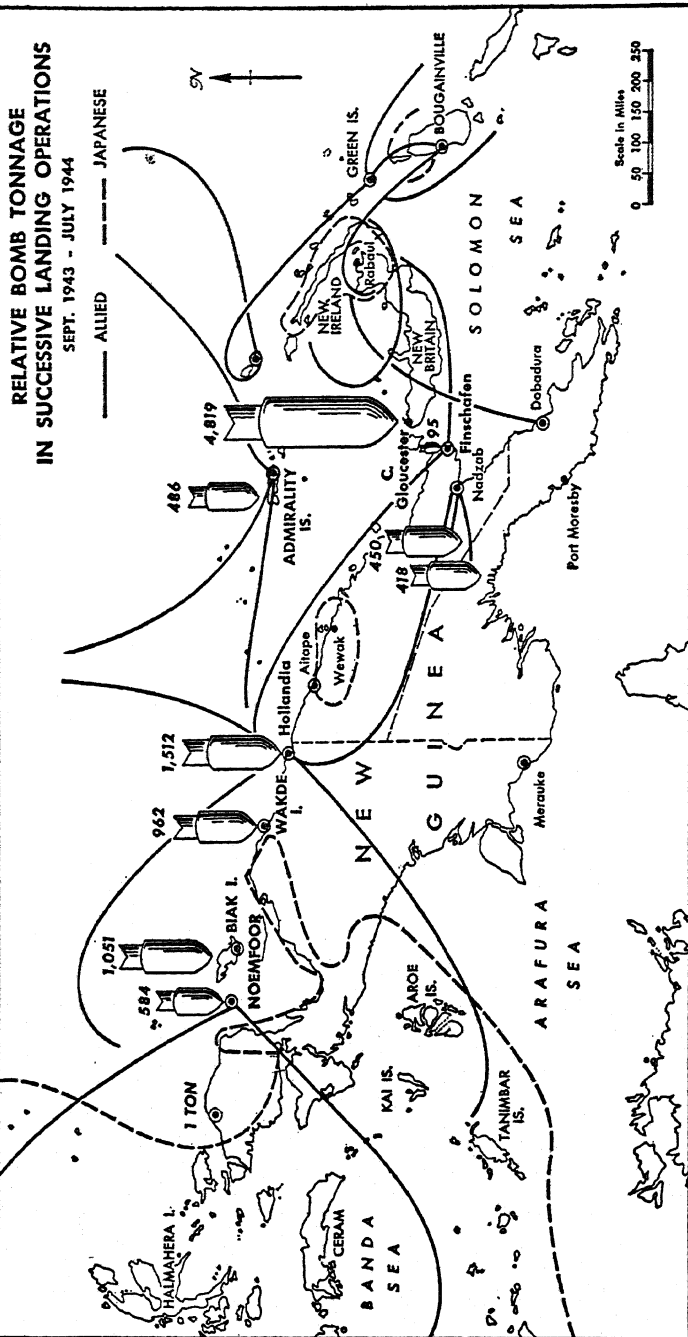 RELATIVE BOMB TONNAGE
IN SUCCESSIVE LANDING OPERATIONS
SEPT. 1943 - JULY 1944
ALLIED
JAPANESE
N
HALMAHERA I.
1 TON
584
NOEMFOOR
1,051
BIAK I.
962
WAKDE
I.
1,512
Hollandia
Aitape
Wewak
486
ADMIRALITY
IS.
4,819
C.
Gloucester
95
Finschafen
450
418
Nadzab
NEW
IRELAND
Rabaul
NEW
BRITAIN
GREEN IS.
BOUGAINVILLE
SOLOMON
SEA
Dobadura
Port Moresby
NEW
GUINEA
Merauke
CERAM
BANDA
SEA
KAI IS.
AROE
IS.
TANIMBAR
IS.
ARAFURA
SEA
Scale in Miles
0 50 100 150 200 250